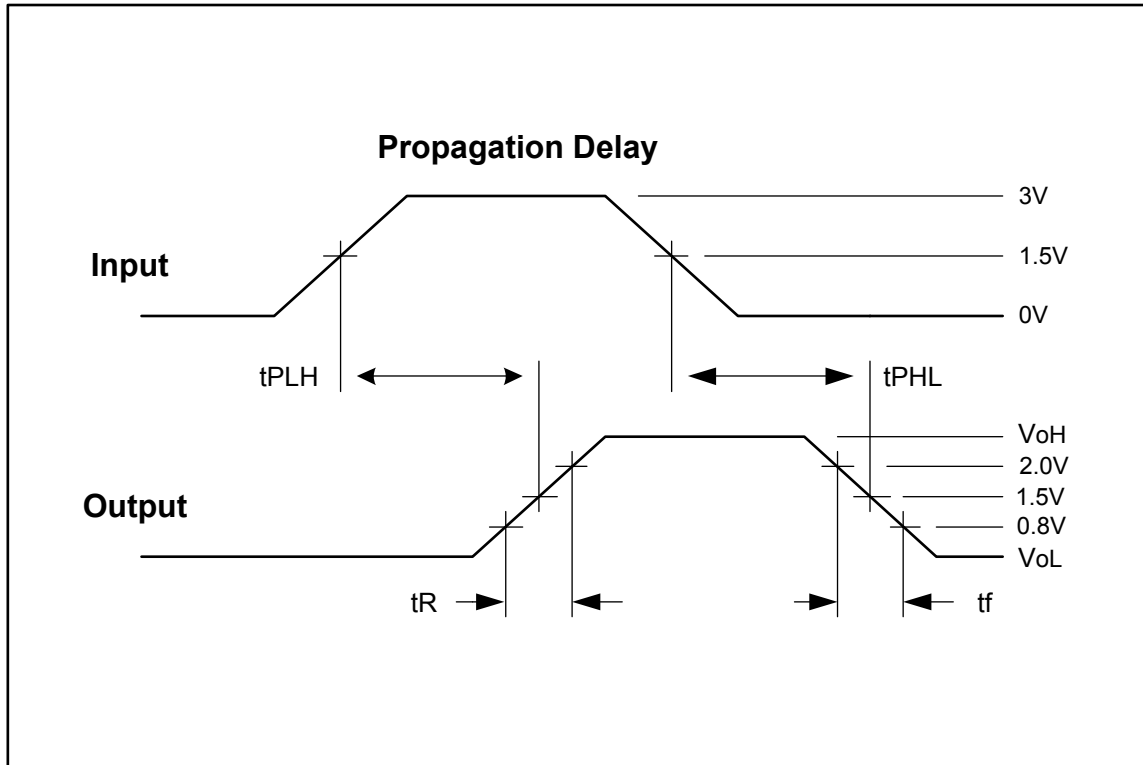 Propagation Delay
3V
Input
1.5V
0V
tPLH
tPHL
VoH
2.0V
Output
1.5V
0.8V
VoL
tR
tf